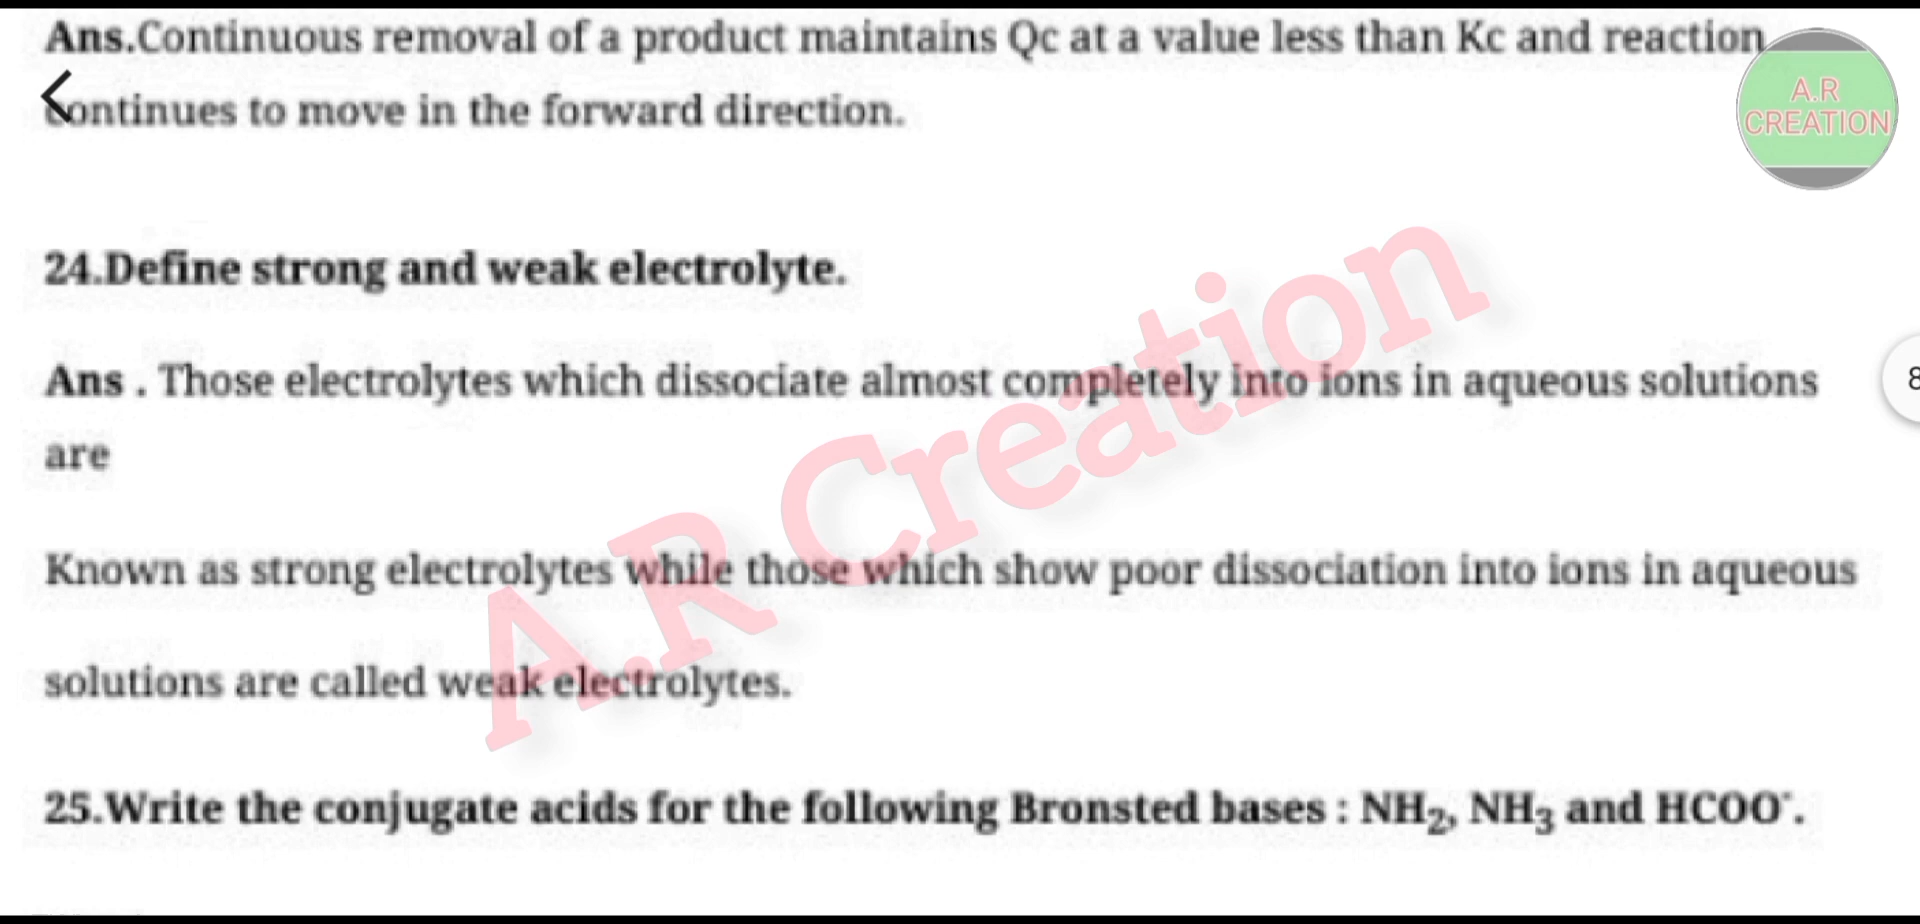 Ans.Continuous removal of a product maintains Qc at a value less than Kc and reaction
continues to move in the forward direction.
A.R
CREATION
24.Define strong and weak electrolyte.
Ans . Those electrolytes which dissociate almost completely into ions in aqueous solutions
are
8
Known as strong electrolytes while those which show poor dissociation into ions in aqueous
solutions are called weak electrolytes.
A.R Creation
25.Write the conjugate acids for the following Bronsted bases : NH₂, NH₃ and HCOO⁻.